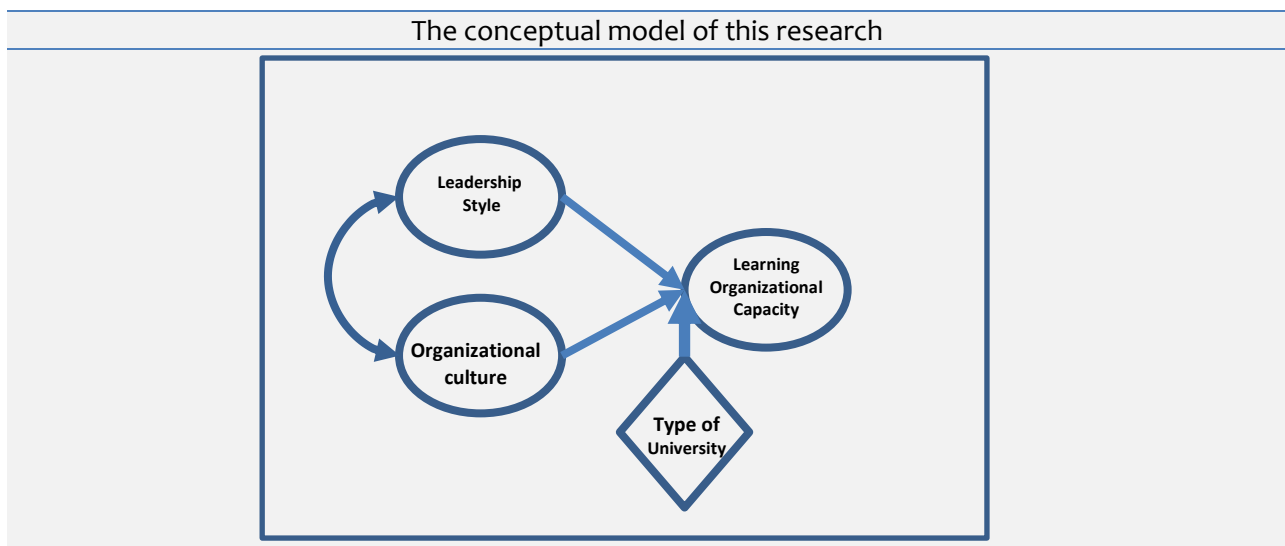 The conceptual model of this research
Leadership
Style
Learning
Organizational
Capacity
Organizational
culture
Type of
University